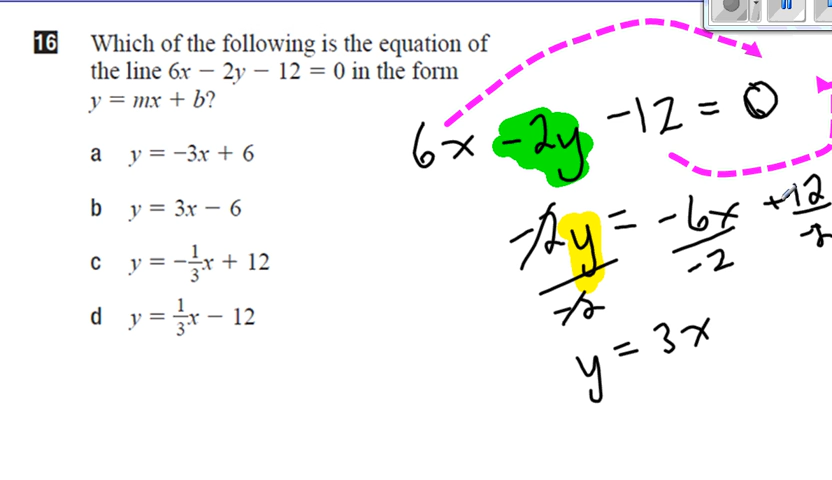 16 Which of the following is the equation of
the line 6x − 2y − 12 = 0 in the form
y = mx + b?
a y = −3x + 6
b y = 3x − 6
c y = −1/3x + 12
d y = 1/3x − 12
6x -2y -12 = 0
-2y = -6x +12
-2 -2 -2
y = 3x